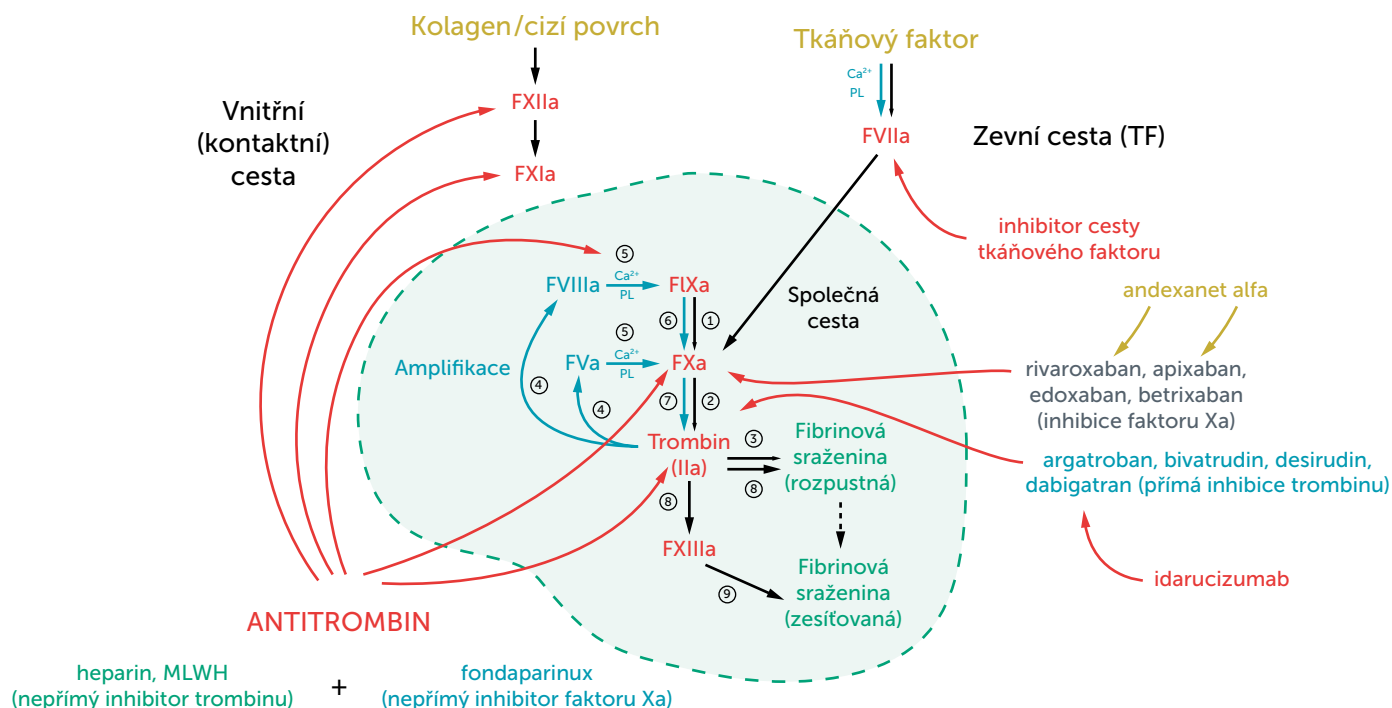 Kolagen/cizí povrch
Tkáňový faktor
Ca²⁺
PL
FXIIa
Vnitřní
(kontaktní)
cesta
FVIIa
Zevní cesta (TF)
FXIa
inhibitor cesty
tkáňového faktoru
⑤
FVIIIa
Ca²⁺
PL
FIXa
Společná
cesta
andexanet alfa
⑥
①
⑤
Amplifikace
FVa
Ca²⁺
PL
FXa
rivaroxaban, apixaban,
edoxaban, betrixaban
(inhibice faktoru Xa)
④
④
⑦
②
Trombin
(IIa)
③
⑧
Fibrinová
sraženina
(rozpustná)
argatroban, bivatrudin, desirudin,
dabigatran (přímá inhibice trombinu)
⑧
FXIIIa
⑨
Fibrinová
sraženina
(zesíťovaná)
idarucizumab
ANTITROMBIN
heparin, MLWH
(nepřímý inhibitor trombinu)
+
fondaparinux
(nepřímý inhibitor faktoru Xa)